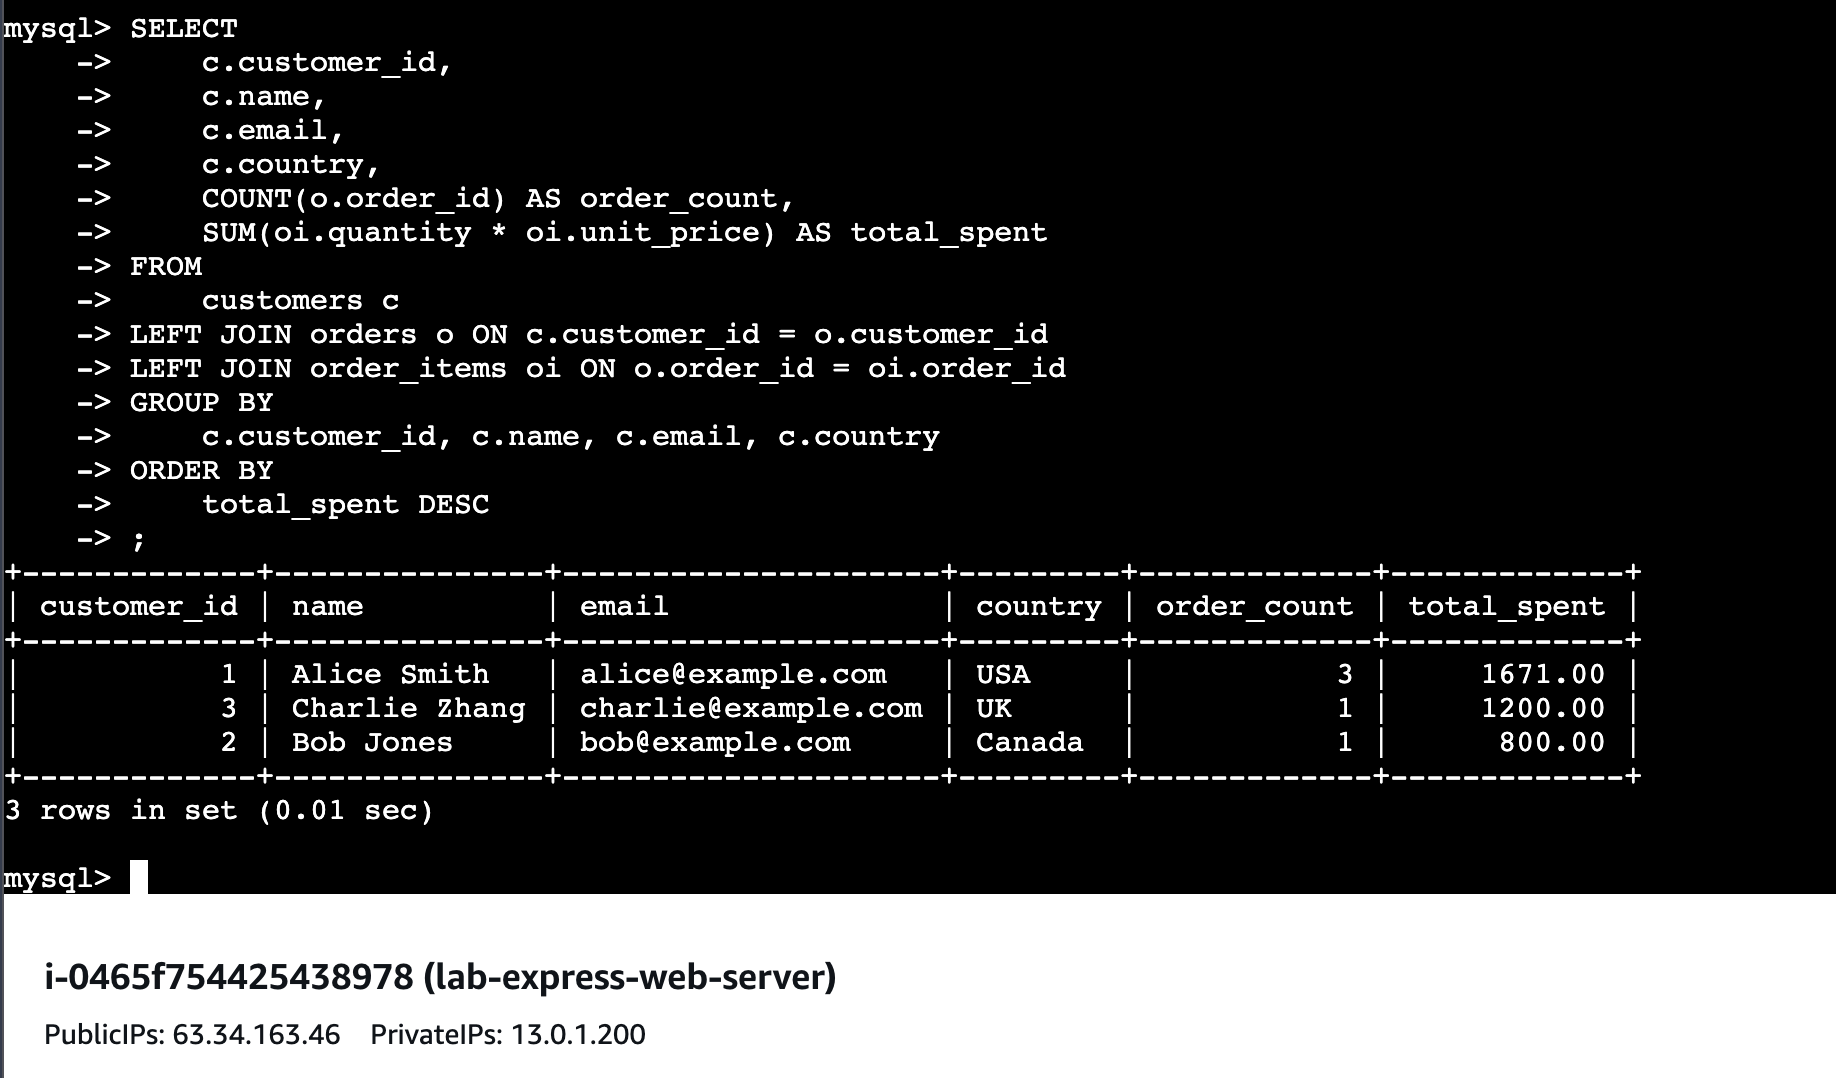 mysql> SELECT
    ->     c.customer_id,
    ->     c.name,
    ->     c.email,
    ->     c.country,
    ->     COUNT(o.order_id) AS order_count,
    ->     SUM(oi.quantity * oi.unit_price) AS total_spent
    -> FROM
    ->     customers c
    -> LEFT JOIN orders o ON c.customer_id = o.customer_id
    -> LEFT JOIN order_items oi ON o.order_id = oi.order_id
    -> GROUP BY
    ->     c.customer_id, c.name, c.email, c.country
    -> ORDER BY
    ->     total_spent DESC
    -> ;
+-------------+---------------+---------------------+---------+-------------+-------------+
| customer_id | name          | email               | country | order_count | total_spent |
+-------------+---------------+---------------------+---------+-------------+-------------+
|           1 | Alice Smith   | alice@example.com   | USA     |           3 |     1671.00 |
|           3 | Charlie Zhang | charlie@example.com | UK      |           1 |     1200.00 |
|           2 | Bob Jones     | bob@example.com     | Canada  |           1 |      800.00 |
+-------------+---------------+---------------------+---------+-------------+-------------+
3 rows in set (0.01 sec)
mysql>
i-0465f754425438978 (lab-express-web-server)
PublicIPs: 63.34.163.46    PrivateIPs: 13.0.1.200